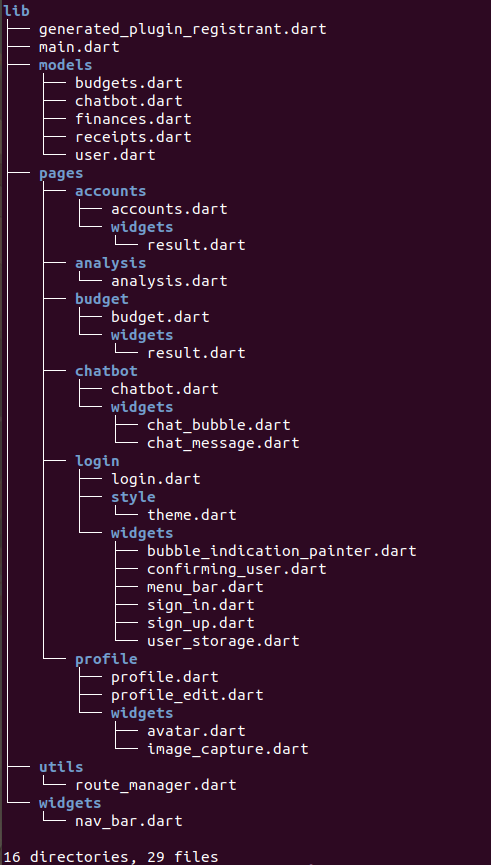 lib
├── generated_plugin_registrant.dart
├── main.dart
├── models
│   ├── budgets.dart
│   ├── chatbot.dart
│   ├── finances.dart
│   ├── receipts.dart
│   └── user.dart
├── pages
│   ├── accounts
│   │   ├── accounts.dart
│   │   └── widgets
│   │       └── result.dart
│   ├── analysis
│   │   └── analysis.dart
│   ├── budget
│   │   ├── budget.dart
│   │   └── widgets
│   │       └── result.dart
│   ├── chatbot
│   │   ├── chatbot.dart
│   │   └── widgets
│   │       ├── chat_bubble.dart
│   │       └── chat_message.dart
│   ├── login
│   │   ├── login.dart
│   │   ├── style
│   │   │   └── theme.dart
│   │   └── widgets
│   │       ├── bubble_indication_painter.dart
│   │       ├── confirming_user.dart
│   │       ├── menu_bar.dart
│   │       ├── sign_in.dart
│   │       ├── sign_up.dart
│   │       └── user_storage.dart
│   └── profile
│       ├── profile.dart
│       ├── profile_edit.dart
│       └── widgets
│           ├── avatar.dart
│           └── image_capture.dart
├── utils
│   └── route_manager.dart
└── widgets
    └── nav_bar.dart

16 directories, 29 files